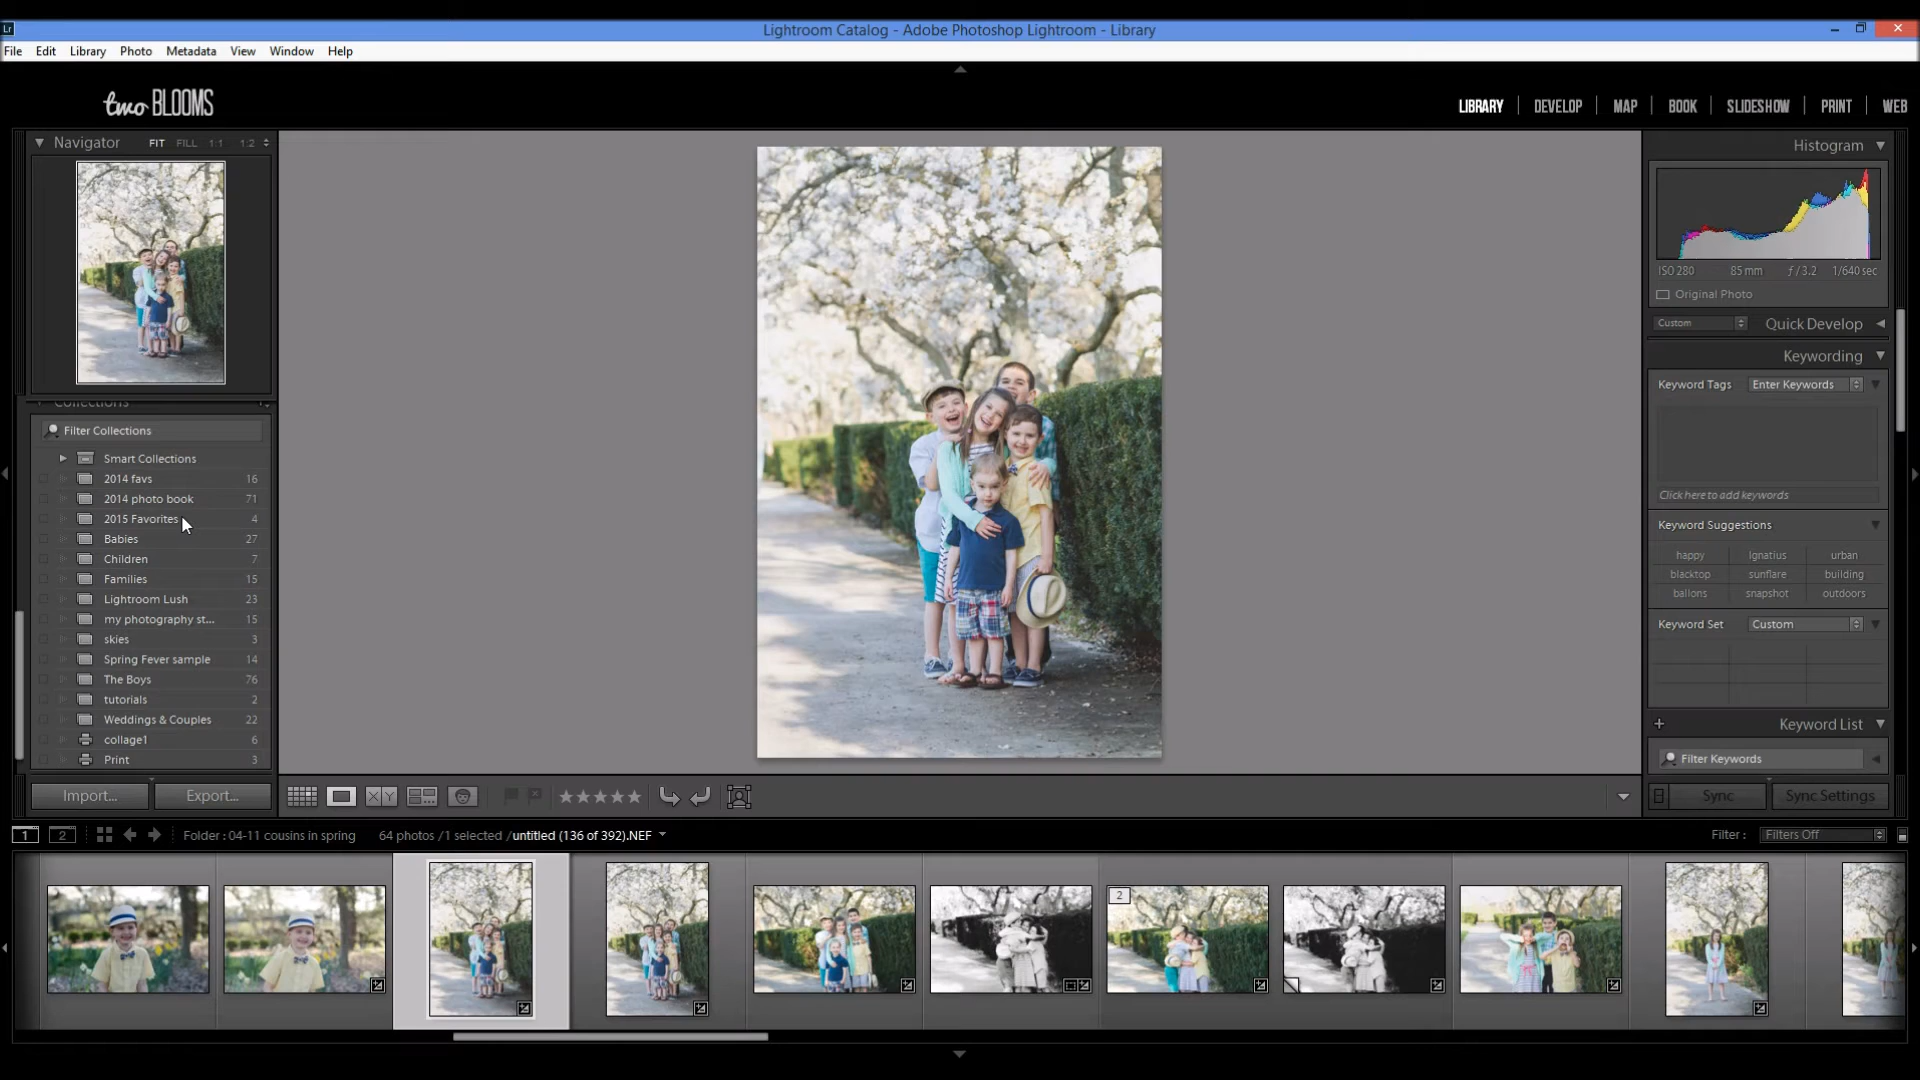 Lr
Lightroom Catalog - Adobe Photoshop Lightroom - Library
File Edit Library Photo Metadata View Window Help
two BLOOMS
LIBRARY DEVELOP MAP BOOK SLIDESHOW PRINT WEB
Navigator FIT FILL 1:1 1:2
Collections
Filter Collections
Smart Collections
2014 favs 16
2014 photo book 71
2015 Favorites 4
Babies 27
Children 7
Families 15
Lightroom Lush 23
my photography st... 15
skies 3
Spring Fever sample 14
The Boys 76
tutorials 2
Weddings & Couples 22
collage1 6
Print 3
Import... Export...
Histogram
ISO 280 85 mm ƒ / 3.2 1/640 sec
Original Photo
Custom Quick Develop
Keywording
Keyword Tags Enter Keywords
Click here to add keywords
Keyword Suggestions
happy Ignatius urban
blacktop sunflare building
ballons snapshot outdoors
Keyword Set Custom
+ Keyword List
Filter Keywords
Sync Sync Settings
X Y
1 2 Folder : 04-11 cousins in spring 64 photos / 1 selected / untitled (136 of 392).NEF Filter : Filters Off
2